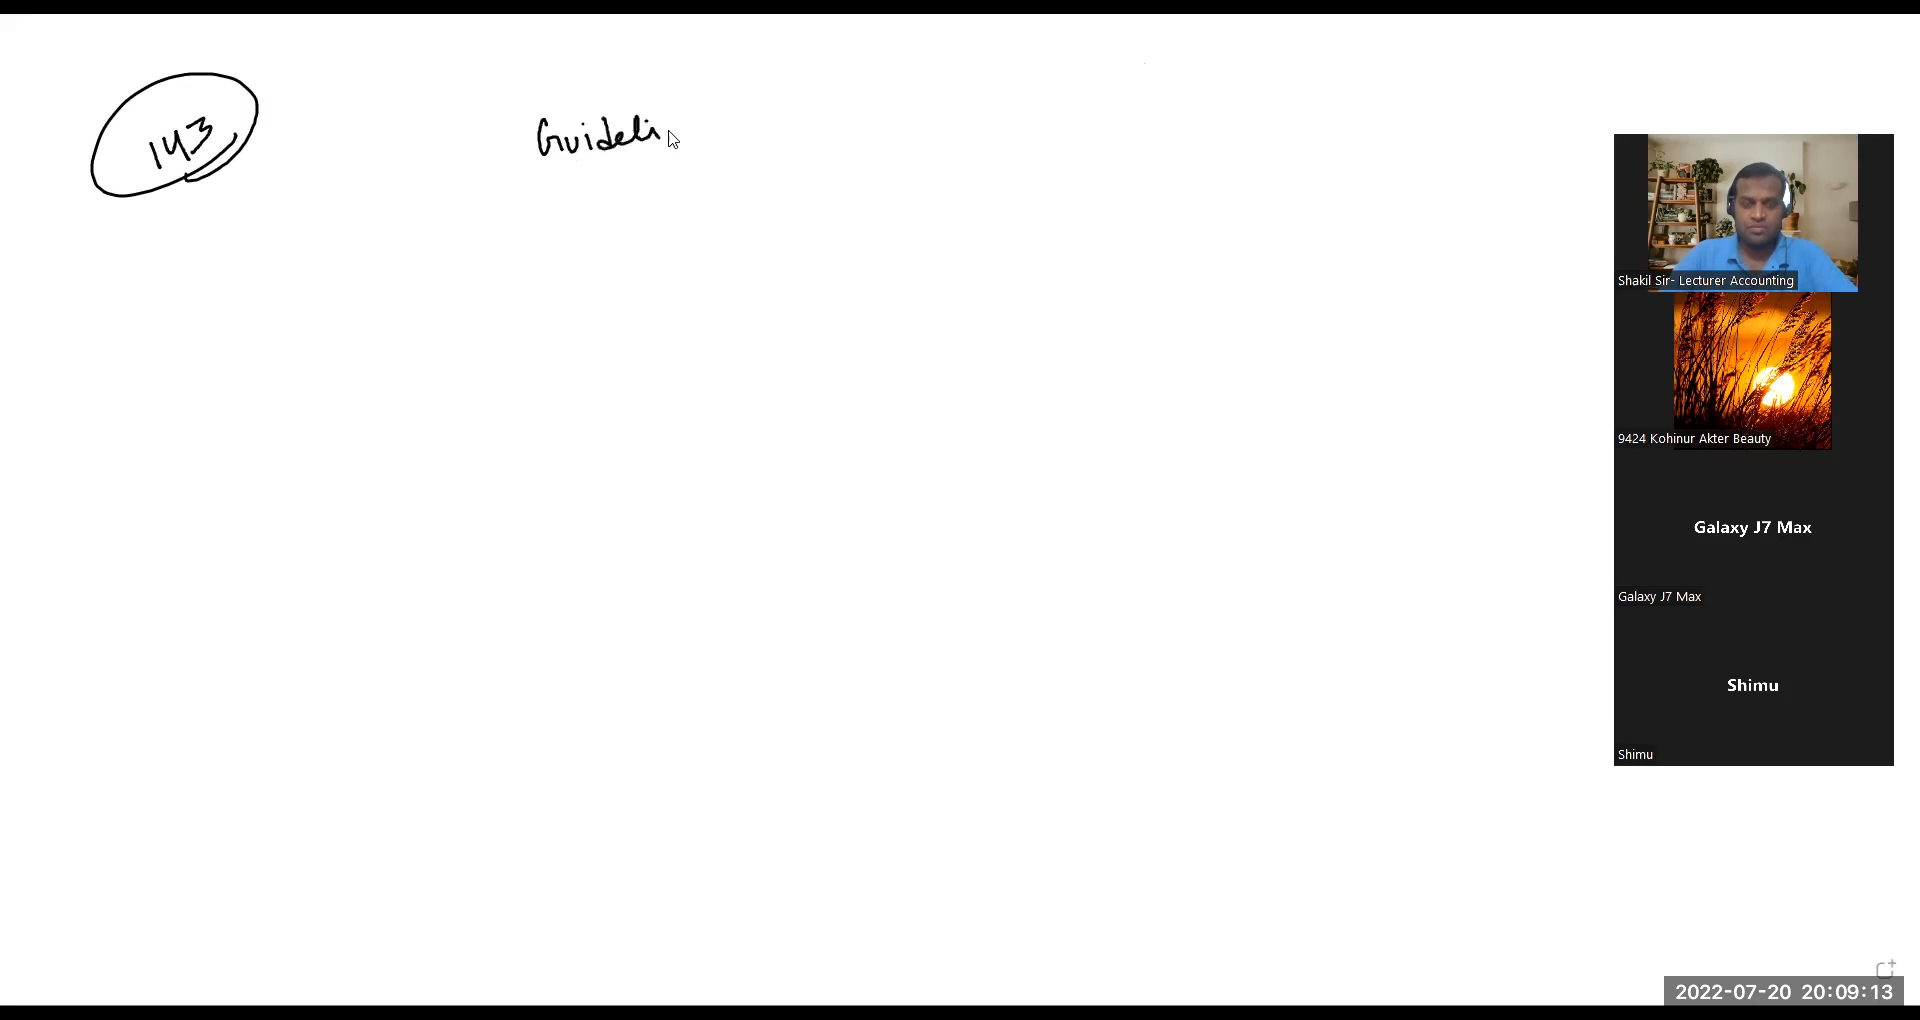 143
Guideli
Shakil Sir- Lecturer Accounting
9424 Kohinur Akter Beauty
Galaxy J7 Max
Galaxy J7 Max
Shimu
Shimu
2022-07-20 20:09:13